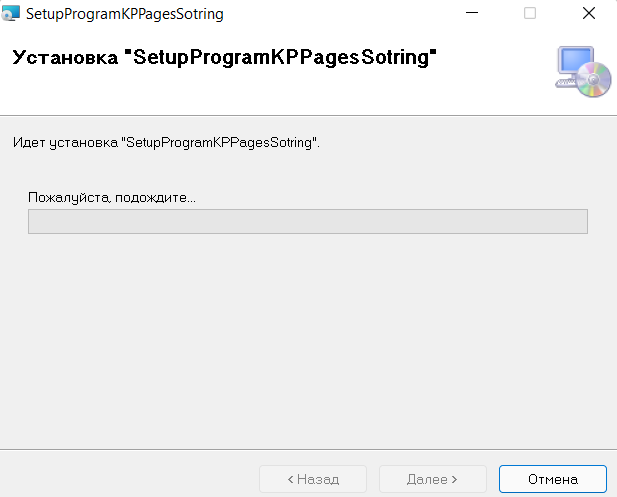 SetupProgramKPPagesSotring
Установка "SetupProgramKPPagesSotring"
Идет установка "SetupProgramKPPagesSotring".
Пожалуйста, подождите...
< Назад
Далее >
Отмена